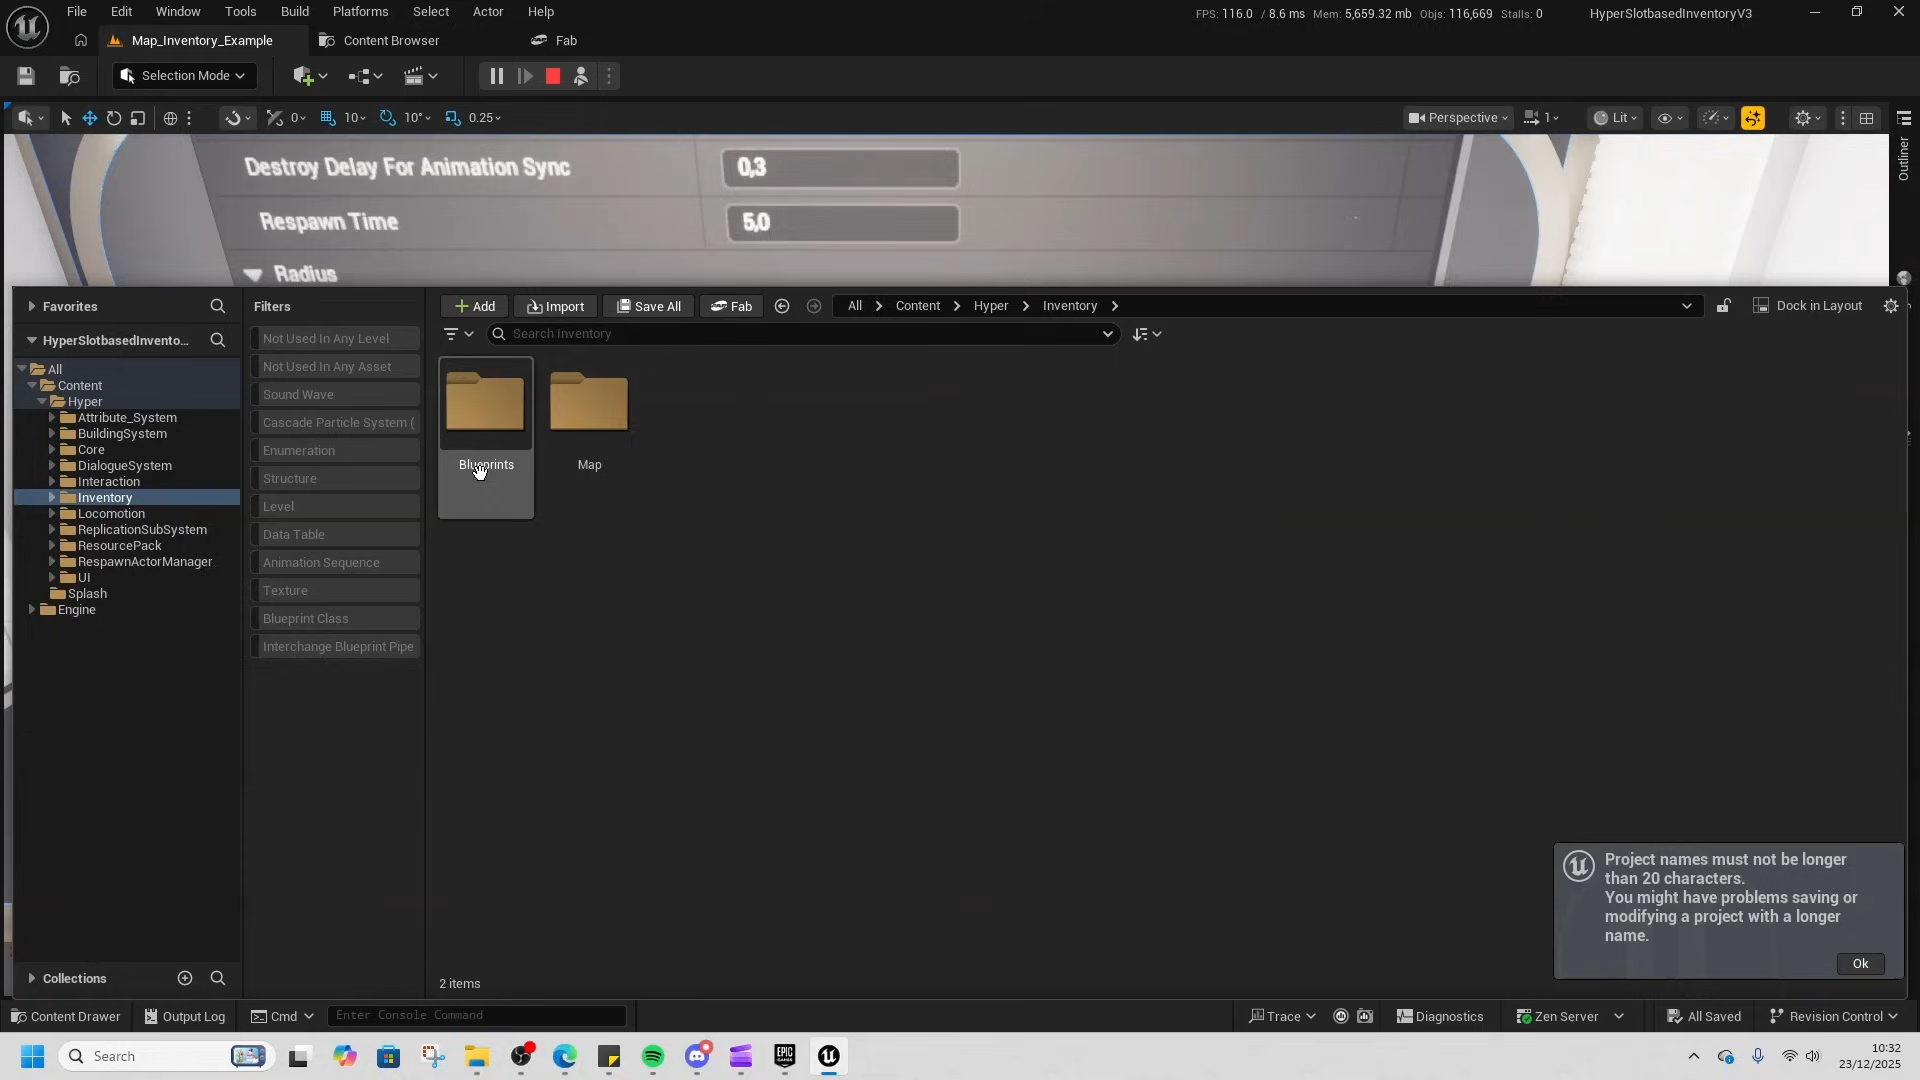 File Edit Window Tools Build Platforms Select Actor Help
FPS: 116.0 / 8.6 ms Mem: 5,659.32 mb Objs: 116,669 Stalls: 0
HyperSlotbasedInventoryV3
Map_Inventory_Example
Content Browser
Fab
Selection Mode
0
10
10°
0.25
Perspective
1
Lit
Outliner
Destroy Delay For Animation Sync 0,3
Respawn Time 5,0
Radius
Favorites
Filters
Add
Import
Save All
Fab
All
Content
Hyper
Inventory
Dock in Layout
Search Inventory
HyperSlotbasedInvento...
All
Content
Hyper
Attribute_System
BuildingSystem
Core
DialogueSystem
Interaction
Inventory
Locomotion
ReplicationSubSystem
ResourcePack
RespawnActorManager
UI
Splash
Engine
Not Used In Any Level
Not Used In Any Asset
Sound Wave
Cascade Particle System (
Enumeration
Structure
Level
Data Table
Animation Sequence
Texture
Blueprint Class
Interchange Blueprint Pipe
Blueprints
Map
Project names must not be longer
than 20 characters.
You might have problems saving or
modifying a project with a longer
name.
Ok
Collections
2 items
Content Drawer
Output Log
Cmd
Enter Console Command
Trace
Diagnostics
Zen Server
All Saved
Revision Control
Search
EPIC
GAMES
10:32
23/12/2025